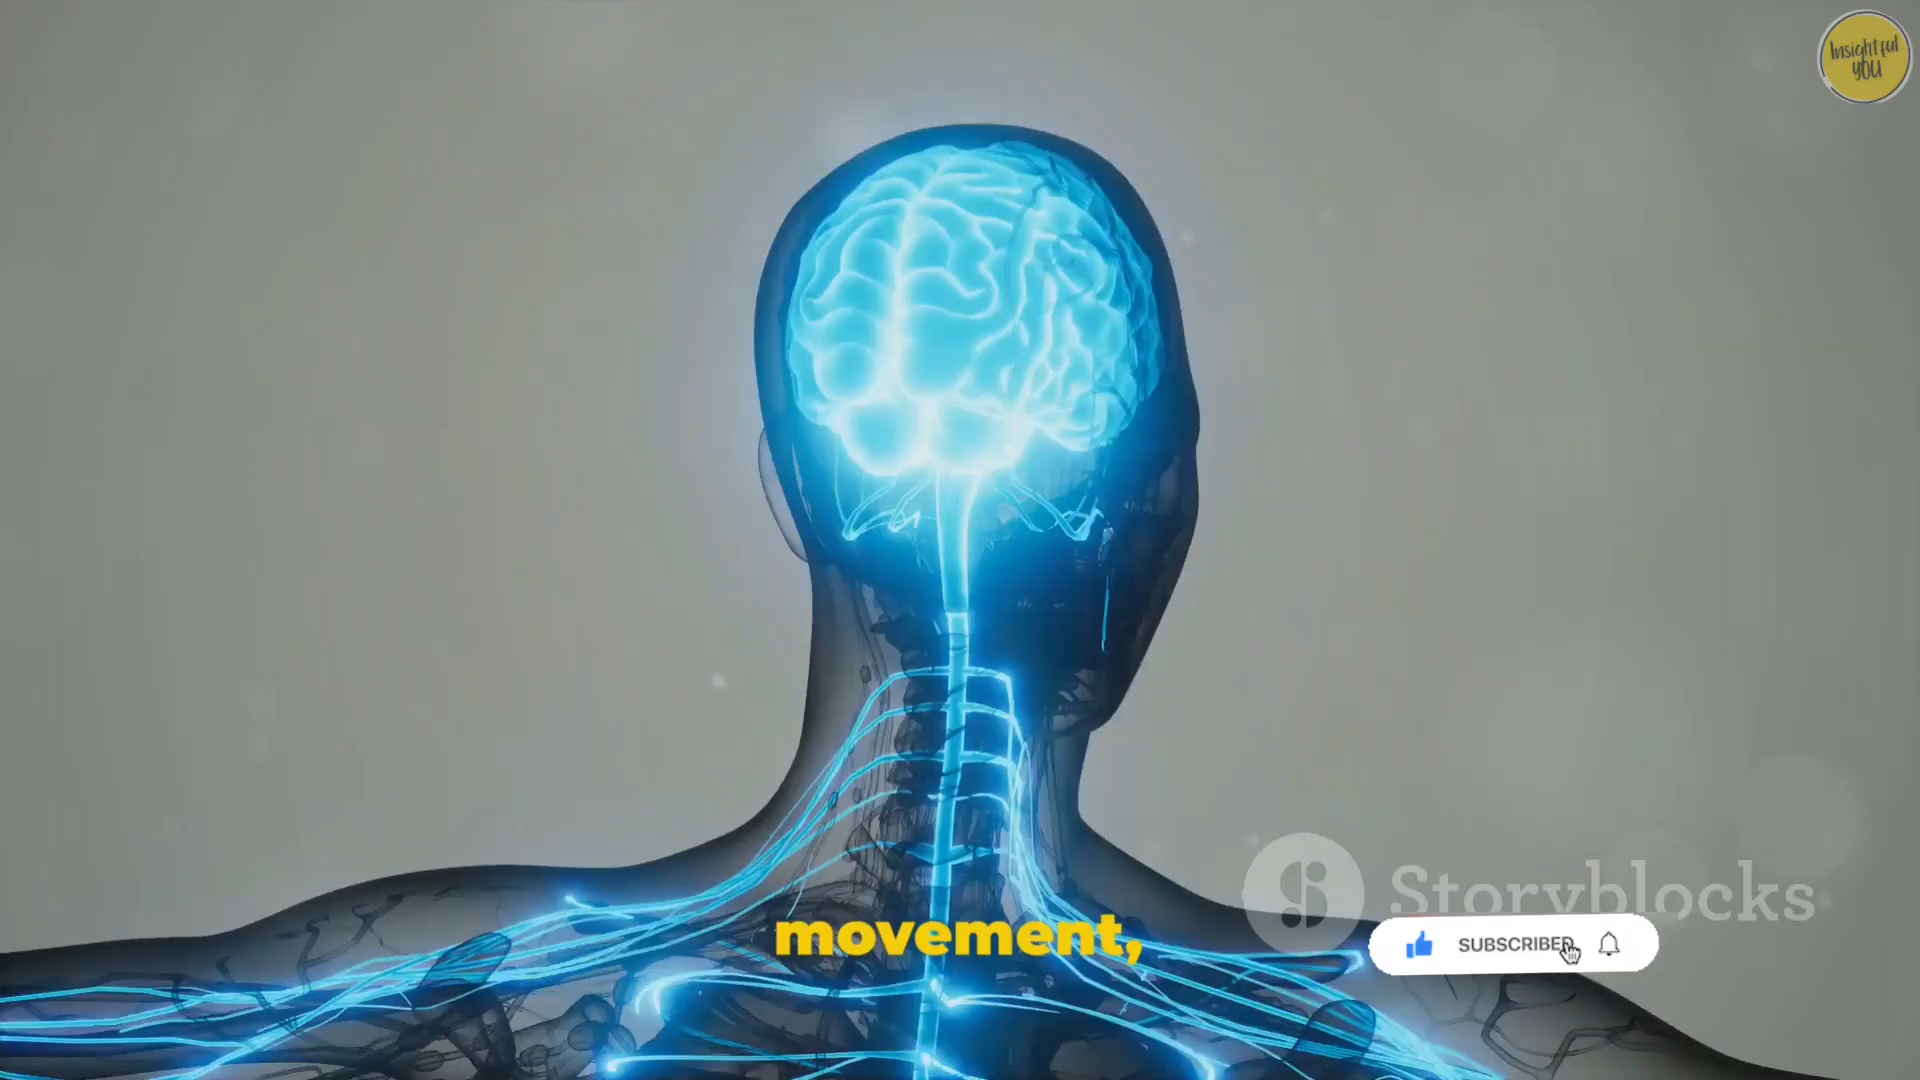 Insightful
YOU
Storyblocks
movement,
SUBSCRIBED